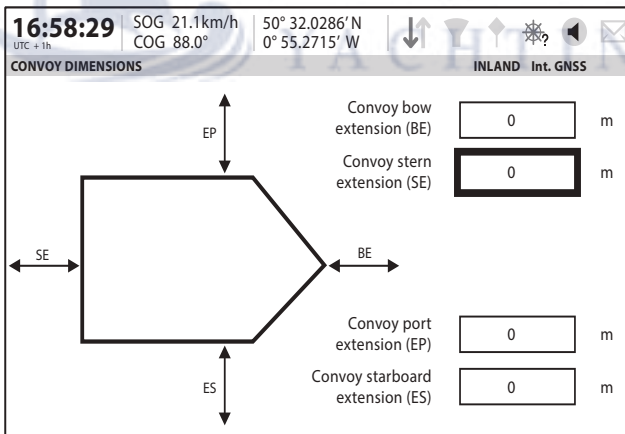 16:58:29
UTC + 1h
SOG 21.1km/h
COG 88.0°
50° 32.0286′ N
0° 55.2715′ W
?
YACHT
CONVOY DIMENSIONS
INLAND Int. GNSS
EP
SE
BE
ES
Convoy bow
extension (BE)
0 m
Convoy stern
extension (SE)
0 m
Convoy port
extension (EP)
0 m
Convoy starboard
extension (ES)
0 m